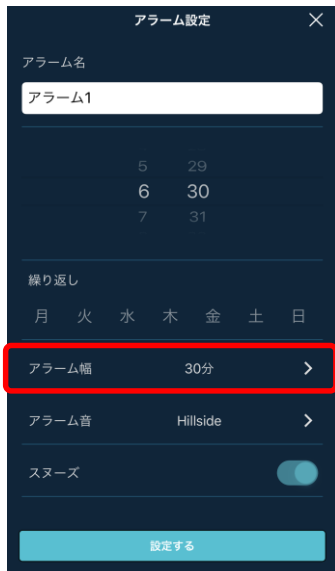 アラーム設定 ×
アラーム名
アラーム1
5 29
6 30
7 31
繰り返し
月 火 水 木 金 土 日
アラーム幅 30分 >
アラーム音 Hillside >
スヌーズ
設定する